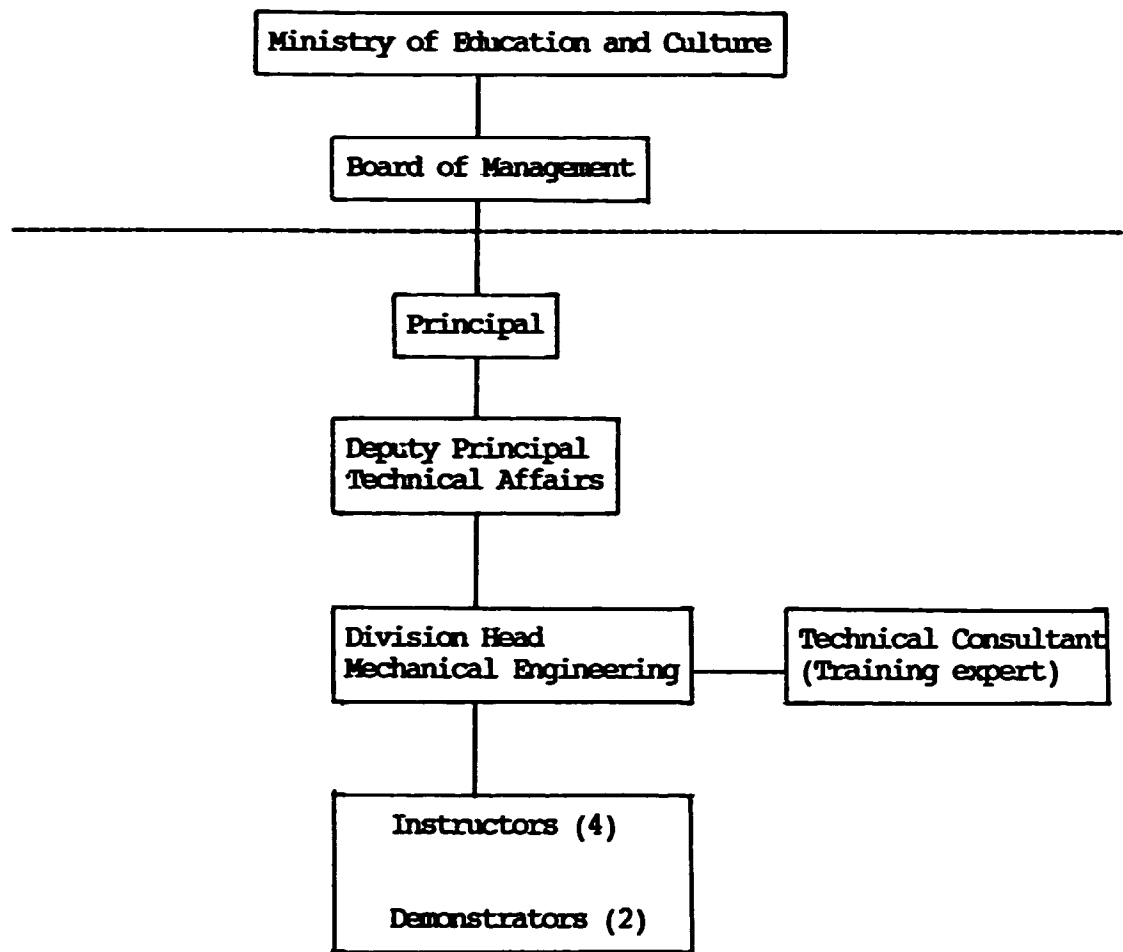 Ministry of Education and Culture
Board of Management
Principal
Deputy Principal
Technical Affairs
Division Head
Mechanical Engineering
Technical Consultant
(Training expert)
Instructors (4)
Demonstrators (2)